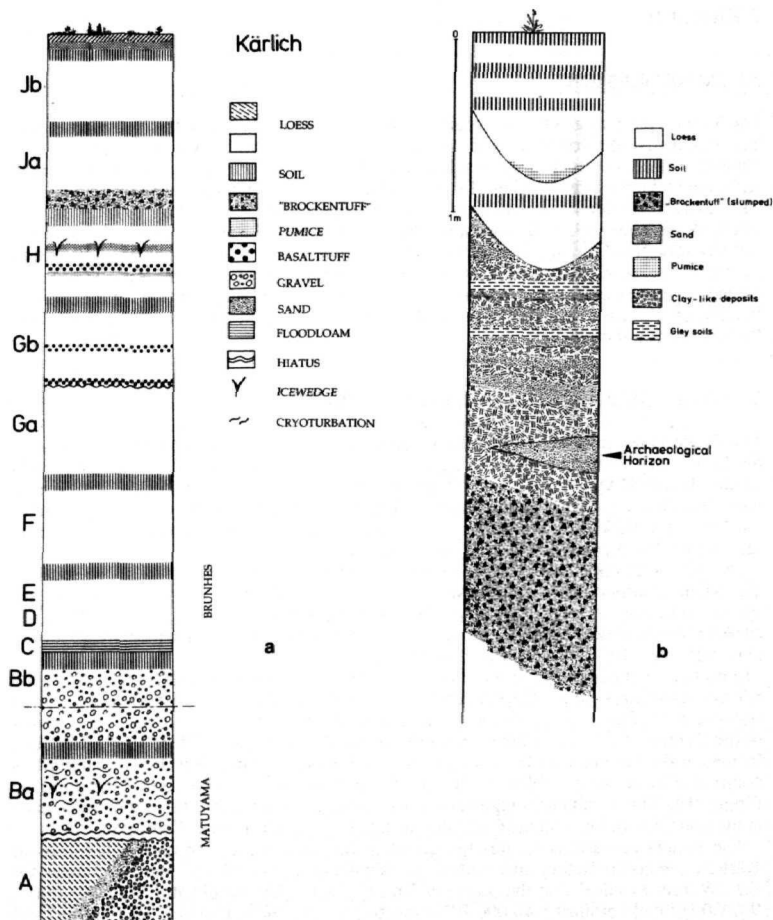 Kärlich
Jb
Ja
H
Gb
Ga
F
E
D
C
Bb
Ba
A
BRUNHES
MATUYAMA
LOESS
SOIL
"BROCKENTUFF"
PUMICE
BASALTTUFF
GRAVEL
SAND
FLOODLOAM
HIATUS
ICEWEDGE
CRYOTURBATION
a
0
1m
Loess
Soil
„Brockentuff" (slumped)
Sand
Pumice
Clay-like deposits
Gley soils
Archaeological
Horizon
b